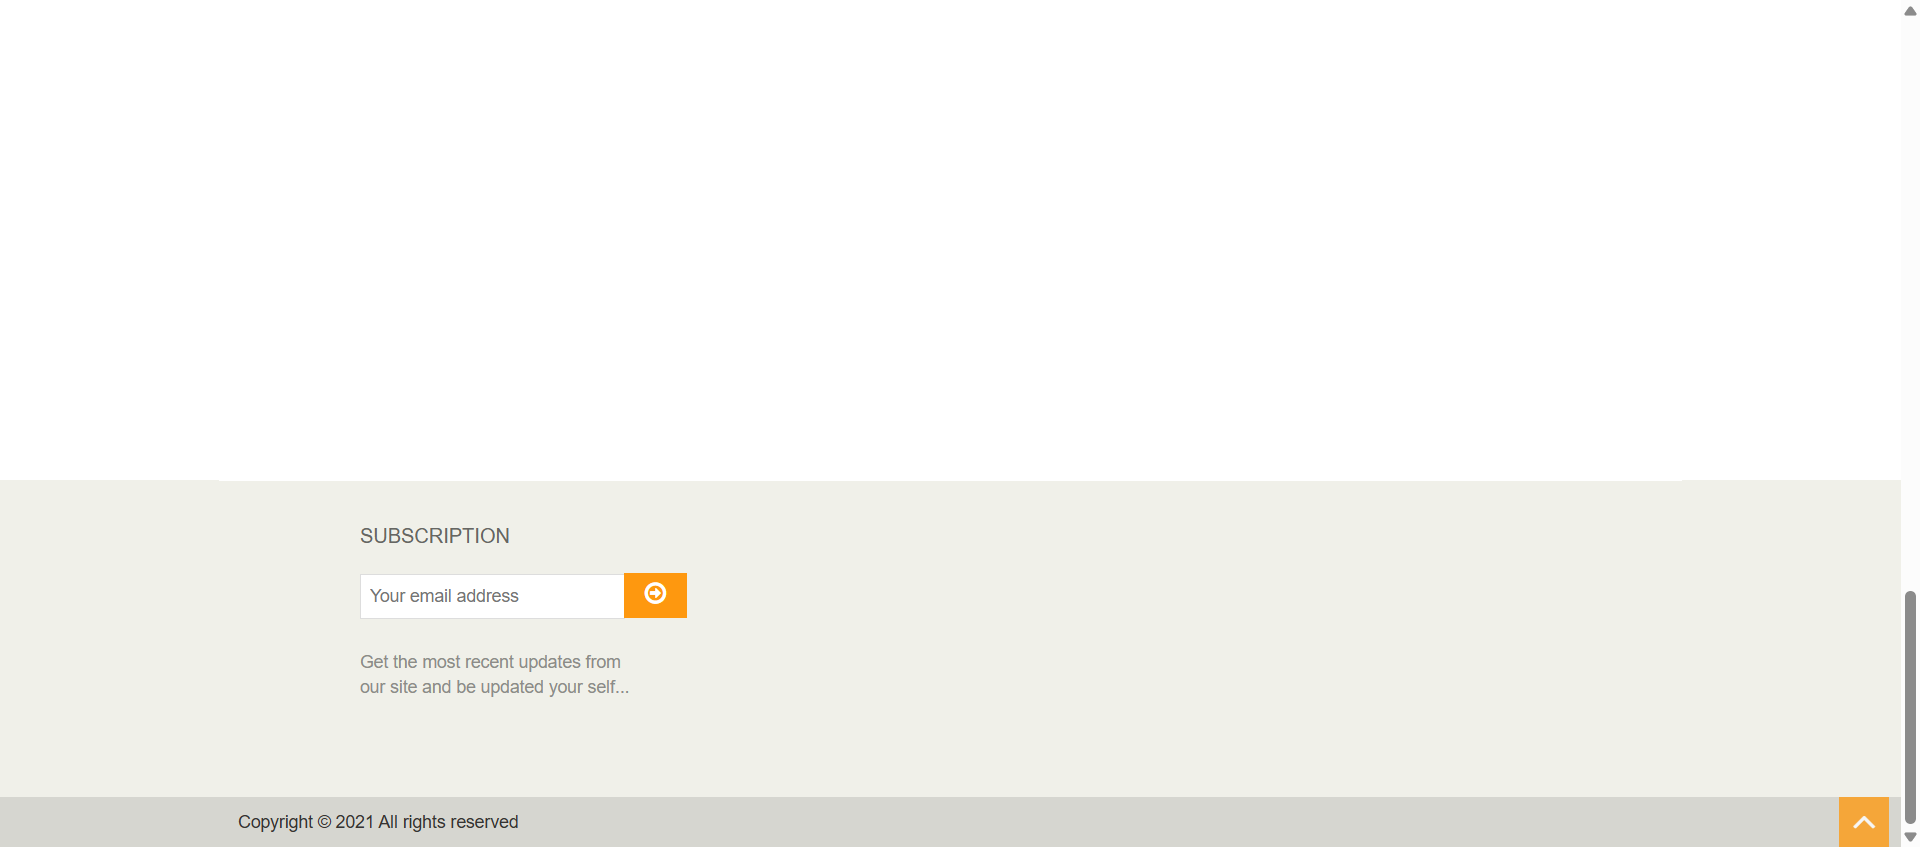 SUBSCRIPTION
Your email address
Get the most recent updates from
our site and be updated your self...
Copyright © 2021 All rights reserved